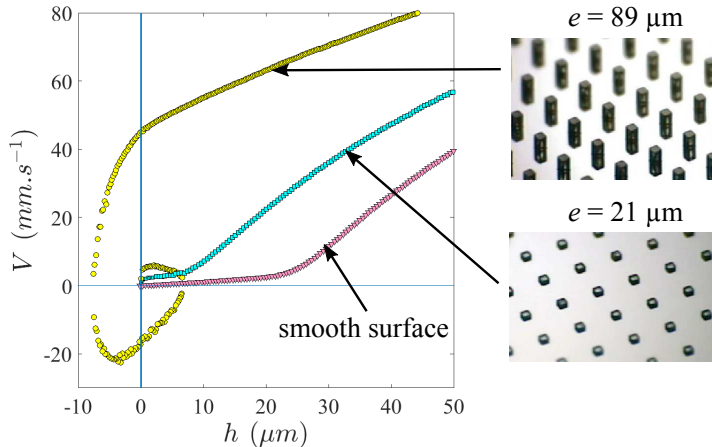 V (mm.s⁻¹)
80
60
40
20
0
-20
-10
0
10
20
30
40
50
h (μm)
smooth surface
e = 89 μm
e = 21 μm